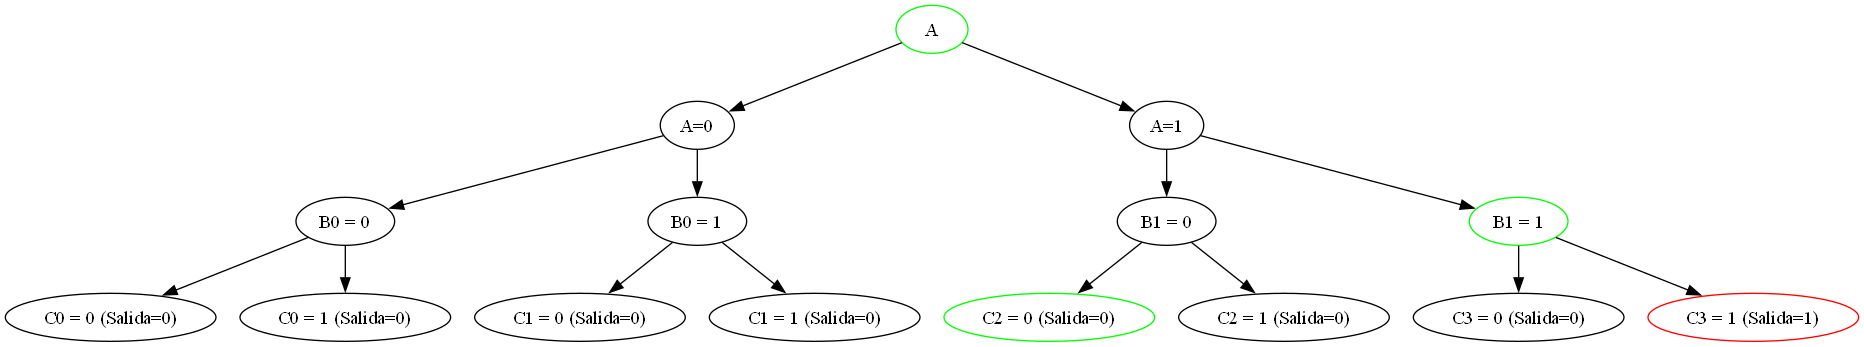 A
A=0
A=1
B0 = 0
B0 = 1
B1 = 0
B1 = 1
C0 = 0 (Salida=0)
C0 = 1 (Salida=0)
C1 = 0 (Salida=0)
C1 = 1 (Salida=0)
C2 = 0 (Salida=0)
C2 = 1 (Salida=0)
C3 = 0 (Salida=0)
C3 = 1 (Salida=1)